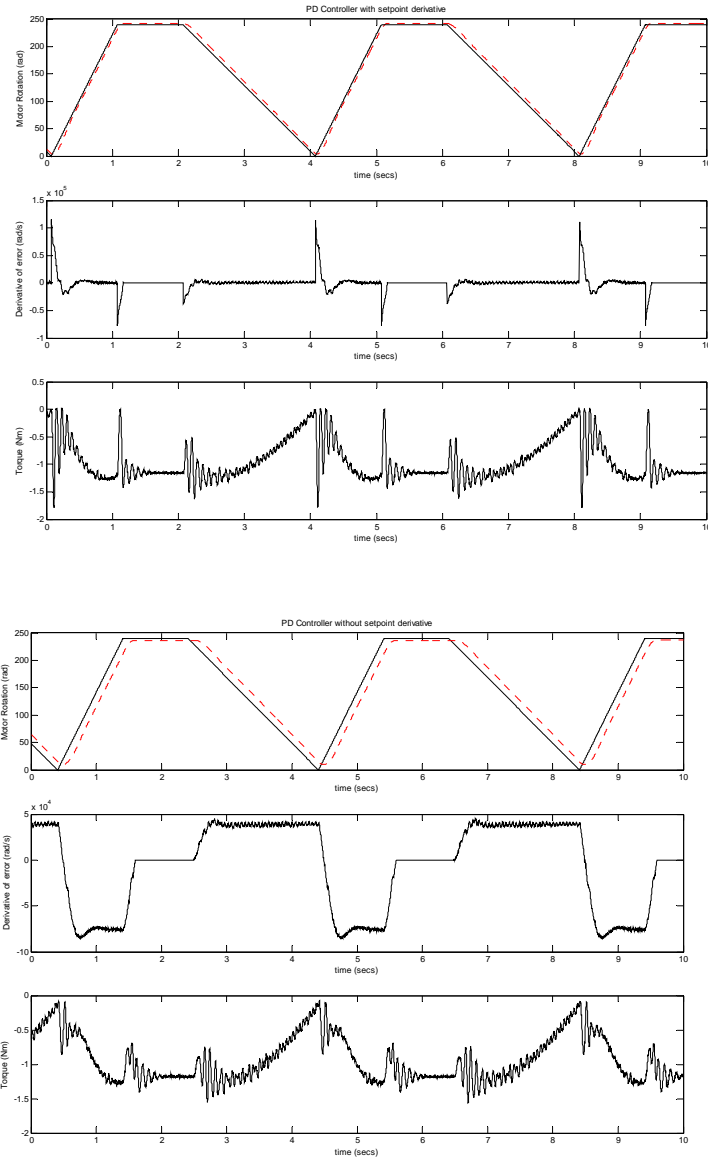 PD Controller with setpoint derivative
Motor Rotation (rad)
250
200
150
100
50
0
0 1 2 3 4 5 6 7 8 9 10
time (secs)
x 10^5
Derivative of error (rad/s)
1.5
1
0.5
0
-0.5
-1
0 1 2 3 4 5 6 7 8 9 10
time (secs)
Torque (Nm)
0.5
0
-0.5
-1
-1.5
-2
0 1 2 3 4 5 6 7 8 9 10
time (secs)
PD Controller without setpoint derivative
Motor Rotation (rad)
250
200
150
100
50
0
0 1 2 3 4 5 6 7 8 9 10
time (secs)
x 10^4
Derivative of error (rad/s)
5
0
-5
-10
0 1 2 3 4 5 6 7 8 9 10
time (secs)
Torque (Nm)
0
-0.5
-1
-1.5
-2
0 1 2 3 4 5 6 7 8 9 10
time (secs)